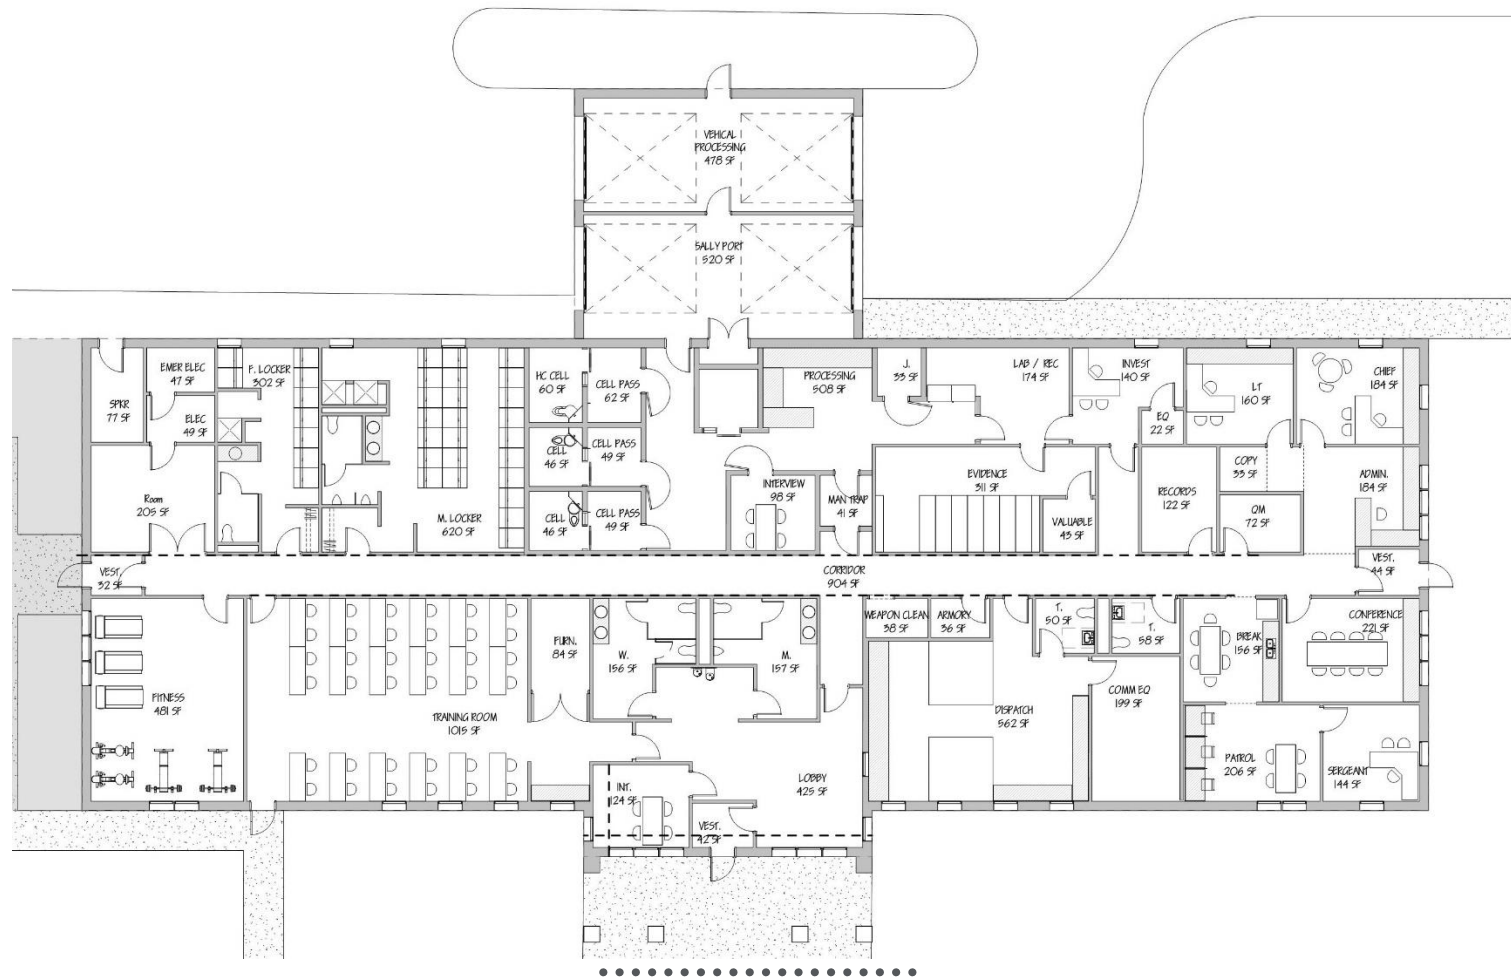 VEHICAL
PROCESSING
478 SF
SALLY PORT
520 SF
SPKR
77 SF
EMER ELEC
47 SF
ELEC
49 SF
F. LOCKER
302 SF
Room
205 SF
M. LOCKER
620 SF
HC CELL
60 SF
CELL PASS
62 SF
CELL
46 SF
CELL PASS
49 SF
CELL
46 SF
CELL PASS
49 SF
PROCESSING
508 SF
J.
33 SF
LAB / REC
174 SF
INVEST
140 SF
EQ
22 SF
LT
160 SF
CHIEF
184 SF
INTERVIEW
98 SF
MAN TRAP
41 SF
EVIDENCE
311 SF
VALUABLE
43 SF
RECORDS
122 SF
COPY
33 SF
QM
72 SF
ADMIN.
184 SF
VEST.
32 SF
CORRIDOR
904 SF
VEST.
44 SF
FITNESS
481 SF
TRAINING ROOM
1015 SF
FURN.
84 SF
W.
156 SF
M.
157 SF
WEAPON CLEAN
38 SF
ARMORY
36 SF
T.
50 SF
T.
58 SF
BREAK
156 SF
CONFERENCE
221 SF
DISPATCH
562 SF
COMM EQ
199 SF
PATROL
206 SF
SERGEANT
144 SF
INT.
124 SF
VEST.
42 SF
LOBBY
425 SF